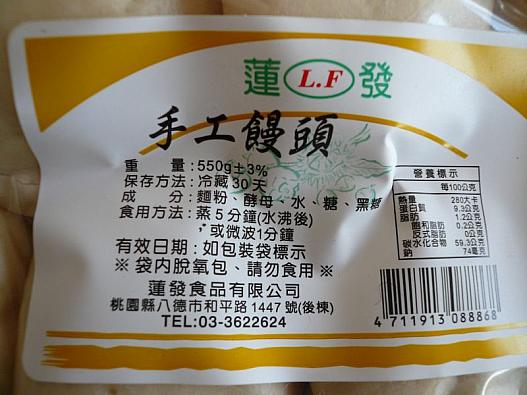 蓮 L.F 發
手工饅頭
重 量:550g±3%
保存方法:冷藏30天
成 分:麵粉、酵母、水、糖、黑糖
食用方法:蒸5分鐘(水沸後)
或微波1分鐘
有效日期:如包裝袋標示
※ 袋內脫氧包、請勿食用 ※
蓮發食品有限公司
桃園縣八德市和平路1447號(後棟)
TEL:03-3622624
營養標示
每100公克
熱量 280大卡
蛋白質 9.3公克
脂肪 1.2公克
飽和脂肪 0.2公克
反式脂肪 0公克
碳水化合物 59.3公克
鈉 74毫克
4 711913 088868